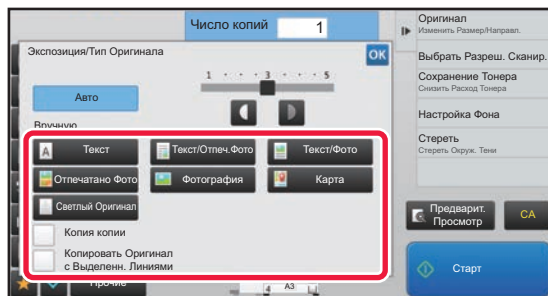 Число копий 1
Экспозиция/Тип Оригинала
OK
1 3 5
Авто
Вручную
A Текст
Текст/Отпеч.Фото
Текст/Фото
Отпечатано Фото
Фотография
Карта
Светлый Оригинал
Копия копии
Копировать Оригинал
с Выделенн. Линиями
Прочие
4 A3
Оригинал
Изменить Размер/Направл.
Выбрать Разреш. Сканир.
Сохранение Тонера
Снизить Расход Тонера
Настройка Фона
Стереть
Стереть Окруж. Тени
Предварит.
Просмотр
CA
Старт